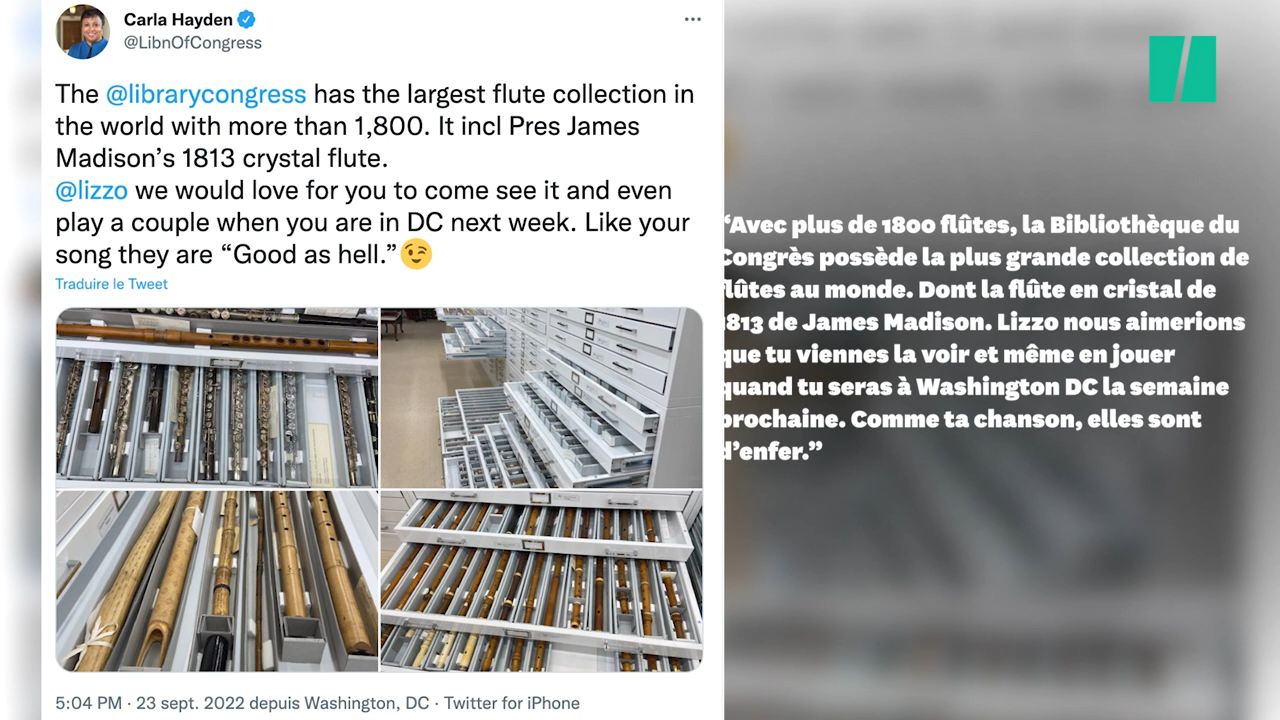 Carla Hayden
@LibnOfCongress
The @librarycongress has the largest flute collection in
the world with more than 1,800. It incl Pres James
Madison’s 1813 crystal flute.
@lizzo we would love for you to come see it and even
play a couple when you are in DC next week. Like your
song they are “Good as hell.”😉
Traduire le Tweet
5:04 PM · 23 sept. 2022 depuis Washington, DC · Twitter for iPhone
“Avec plus de 1800 flûtes, la Bibliothèque du
Congrès possède la plus grande collection de
flûtes au monde. Dont la flûte en cristal de
1813 de James Madison. Lizzo nous aimerions
que tu viennes la voir et même en jouer
quand tu seras à Washington DC la semaine
prochaine. Comme ta chanson, elles sont
d’enfer.”